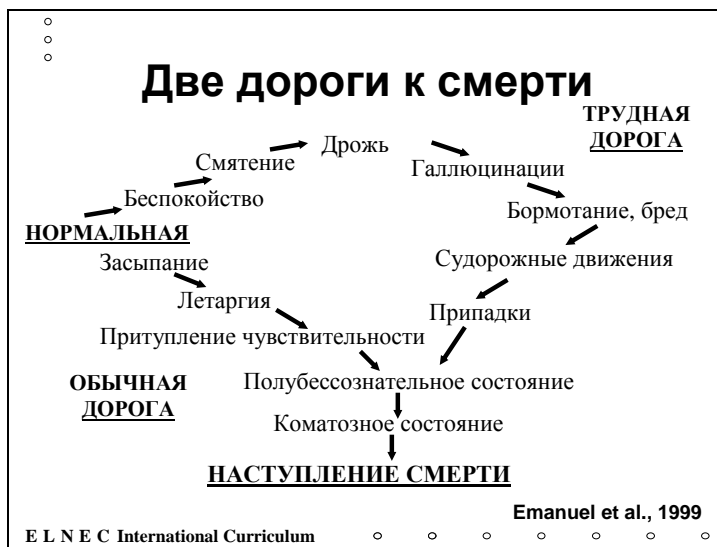 Две дороги к смерти
ТРУДНАЯ
ДОРОГА
Дрожь
Смятение
Галлюцинации
Беспокойство
Бормотание, бред
НОРМАЛЬНАЯ
Засыпание
Судорожные движения
Летаргия
Припадки
Притупление чувствительности
ОБЫЧНАЯ
ДОРОГА
Полубессознательное состояние
Коматозное состояние
НАСТУПЛЕНИЕ СМЕРТИ
Emanuel et al., 1999
E L N E C International Curriculum